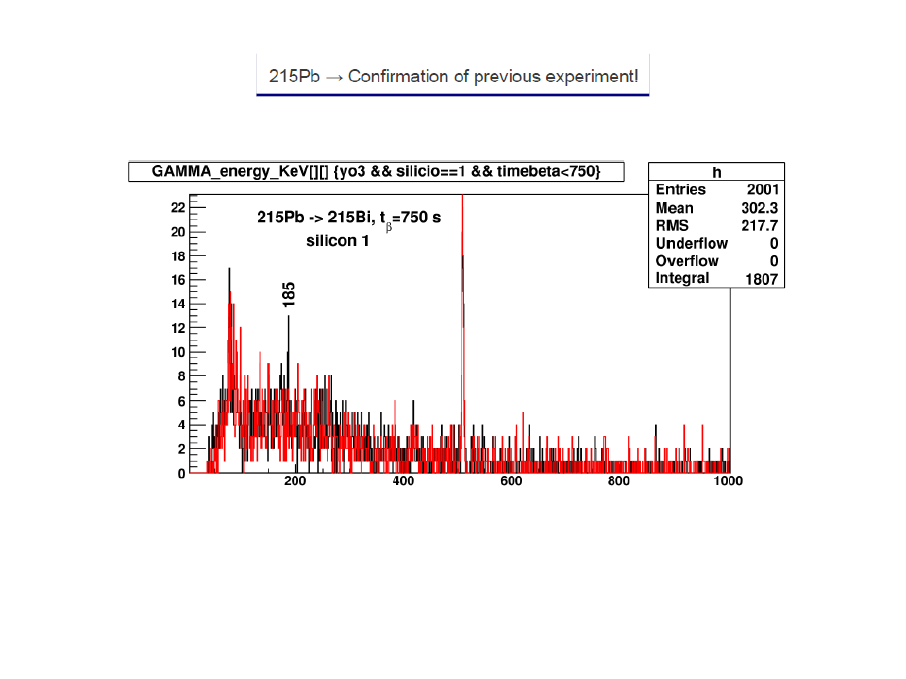 215Pb → Confirmation of previous experiment!
GAMMA_energy_KeV[][] {yo3 && silicio==1 && timebeta<750}
h
Entries 2001
Mean 302.3
RMS 217.7
Underflow 0
Overflow 0
Integral 1807
215Pb -> 215Bi, tβ=750 s
silicon 1
185
22
20
18
16
14
12
10
8
6
4
2
0
200 400 600 800 1000